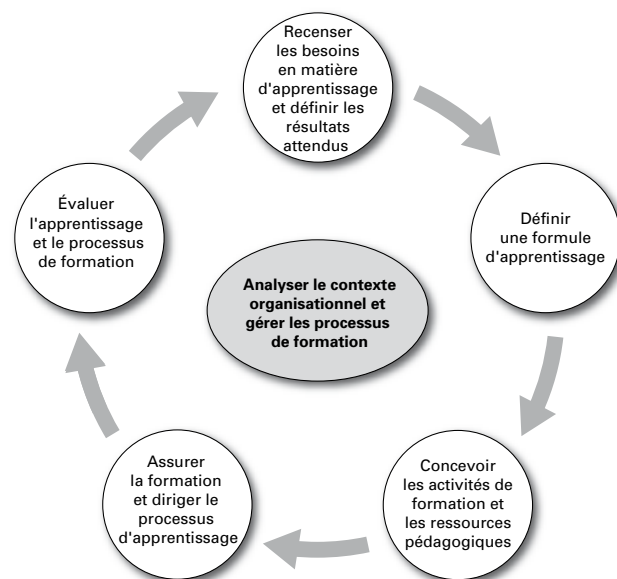 Recenser
les besoins
en matière
d'apprentissage
et définir les
résultats
attendus
Définir
une formule
d'apprentissage
Concevoir
les activités de
formation et
les ressources
pédagogiques
Assurer
la formation
et diriger le
processus
d'apprentissage
Évaluer
l'apprentissage
et le processus
de formation
Analyser le contexte
organisationnel et
gérer les processus
de formation